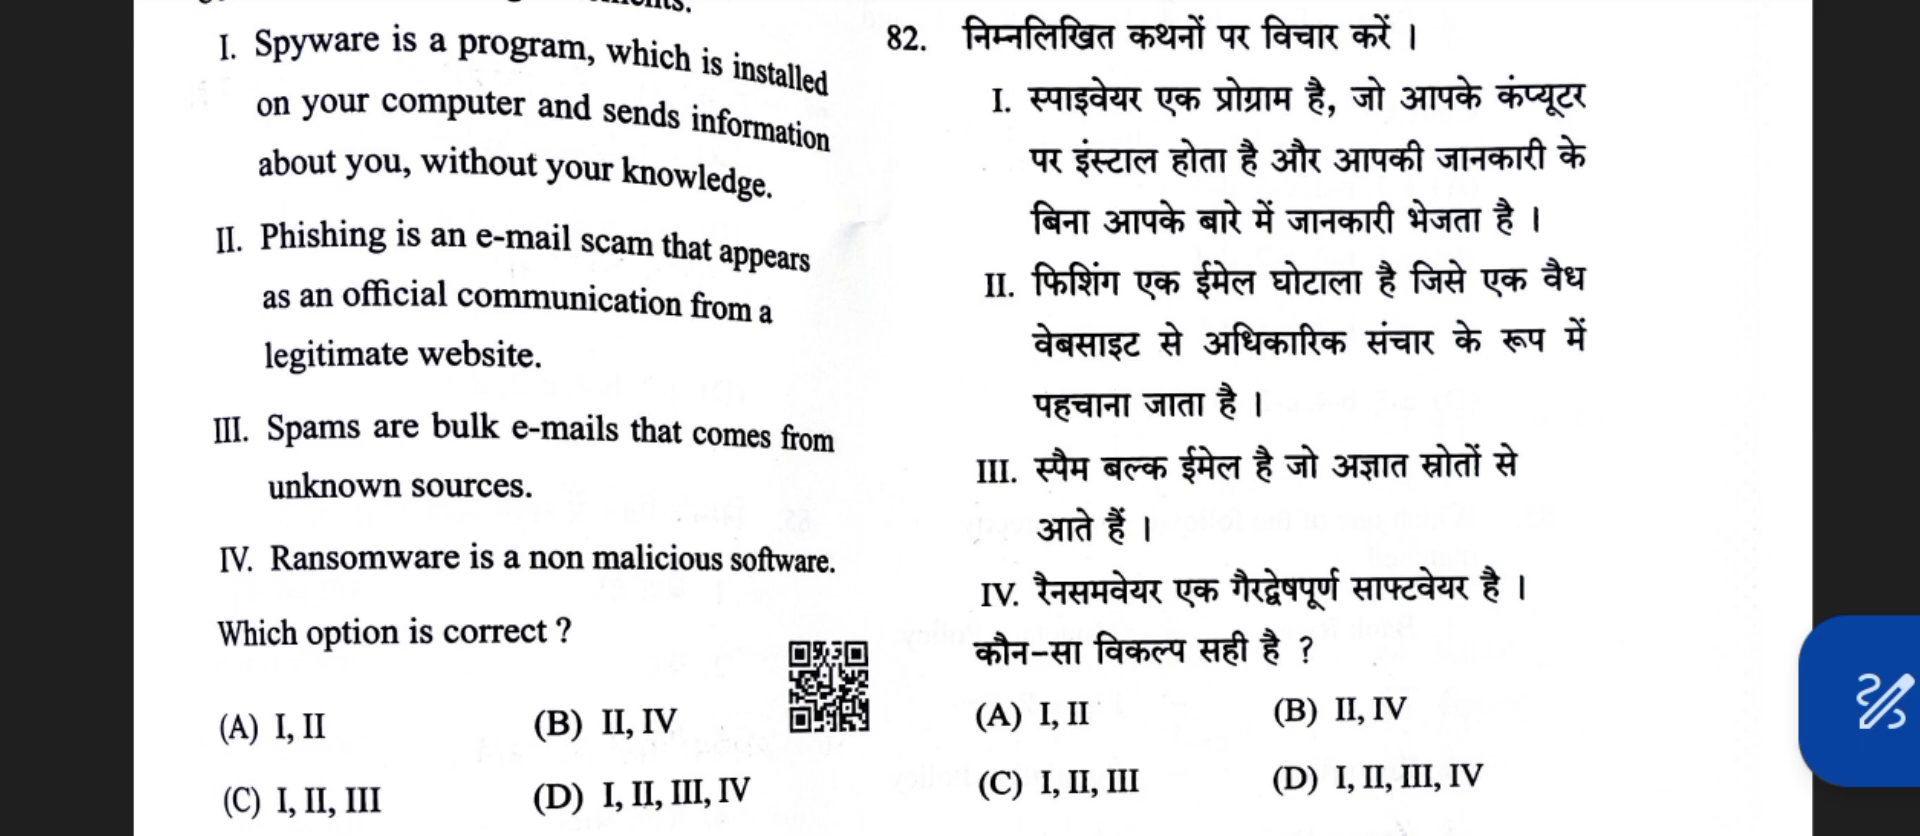 I. Spyware is a program, which is installed
on your computer and sends information
about you, without your knowledge.
II. Phishing is an e-mail scam that appears
as an official communication from a
legitimate website.
III. Spams are bulk e-mails that comes from
unknown sources.
IV. Ransomware is a non malicious software.
Which option is correct ?
(A) I, II
(B) II, IV
(C) I, II, III
(D) I, II, III, IV
82. निम्नलिखित कथनों पर विचार करें ।
I. स्पाइवेयर एक प्रोग्राम है, जो आपके कंप्यूटर
पर इंस्टाल होता है और आपकी जानकारी के
बिना आपके बारे में जानकारी भेजता है ।
II. फिशिंग एक ईमेल घोटाला है जिसे एक वैध
वेबसाइट से अधिकारिक संचार के रूप में
पहचाना जाता है ।
III. स्पैम बल्क ईमेल है जो अज्ञात स्रोतों से
आते हैं ।
IV. रैनसमवेयर एक गैरद्वेषपूर्ण साफ्टवेयर है ।
कौन-सा विकल्प सही है ?
(A) I, II
(B) II, IV
(C) I, II, III
(D) I, II, III, IV